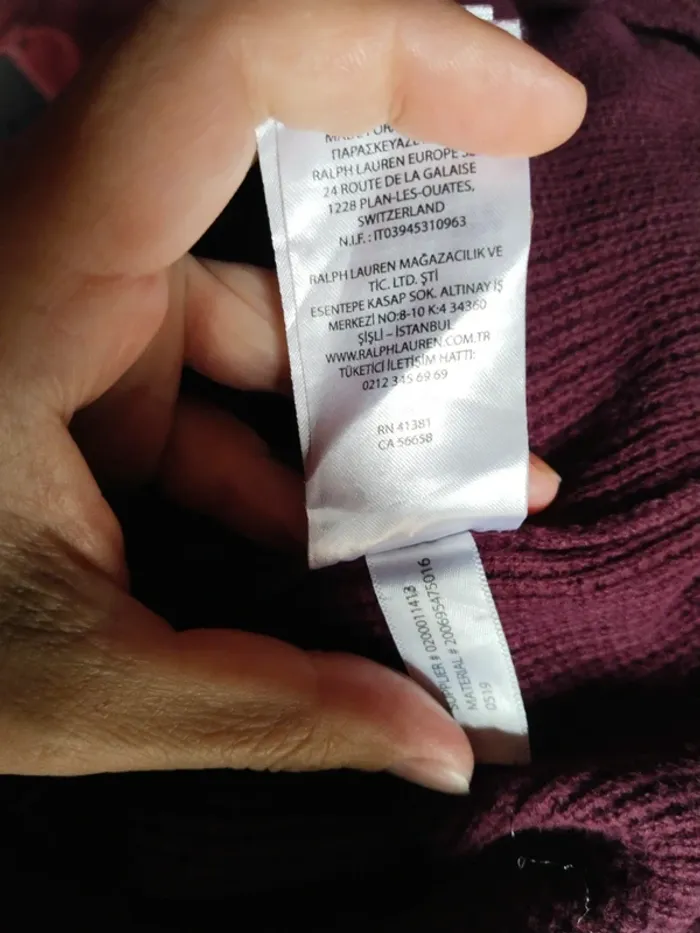 ΠΑΡΑΣΚΕΥΑΖΕ
RALPH LAUREN EUROPE
24 ROUTE DE LA GALAISE
1228 PLAN-LES-OUATES,
SWITZERLAND
N.I.F.: IT03945310963
RALPH LAUREN MAĞAZACILIK VE
TİC. LTD. ŞTİ
ESENTEPE KASAP SOK. ALTINAY İŞ
MERKEZİ NO:8-10 K:4 34360
ŞİŞLİ – İSTANBUL
WWW.RALPHLAUREN.COM.TR
TÜKETİCİ İLETİŞİM HATTI:
0212 345 69 69
RN 41381
CA 56658
SUPPLIER # 0200011413
MATERIAL # 200695475016
0519